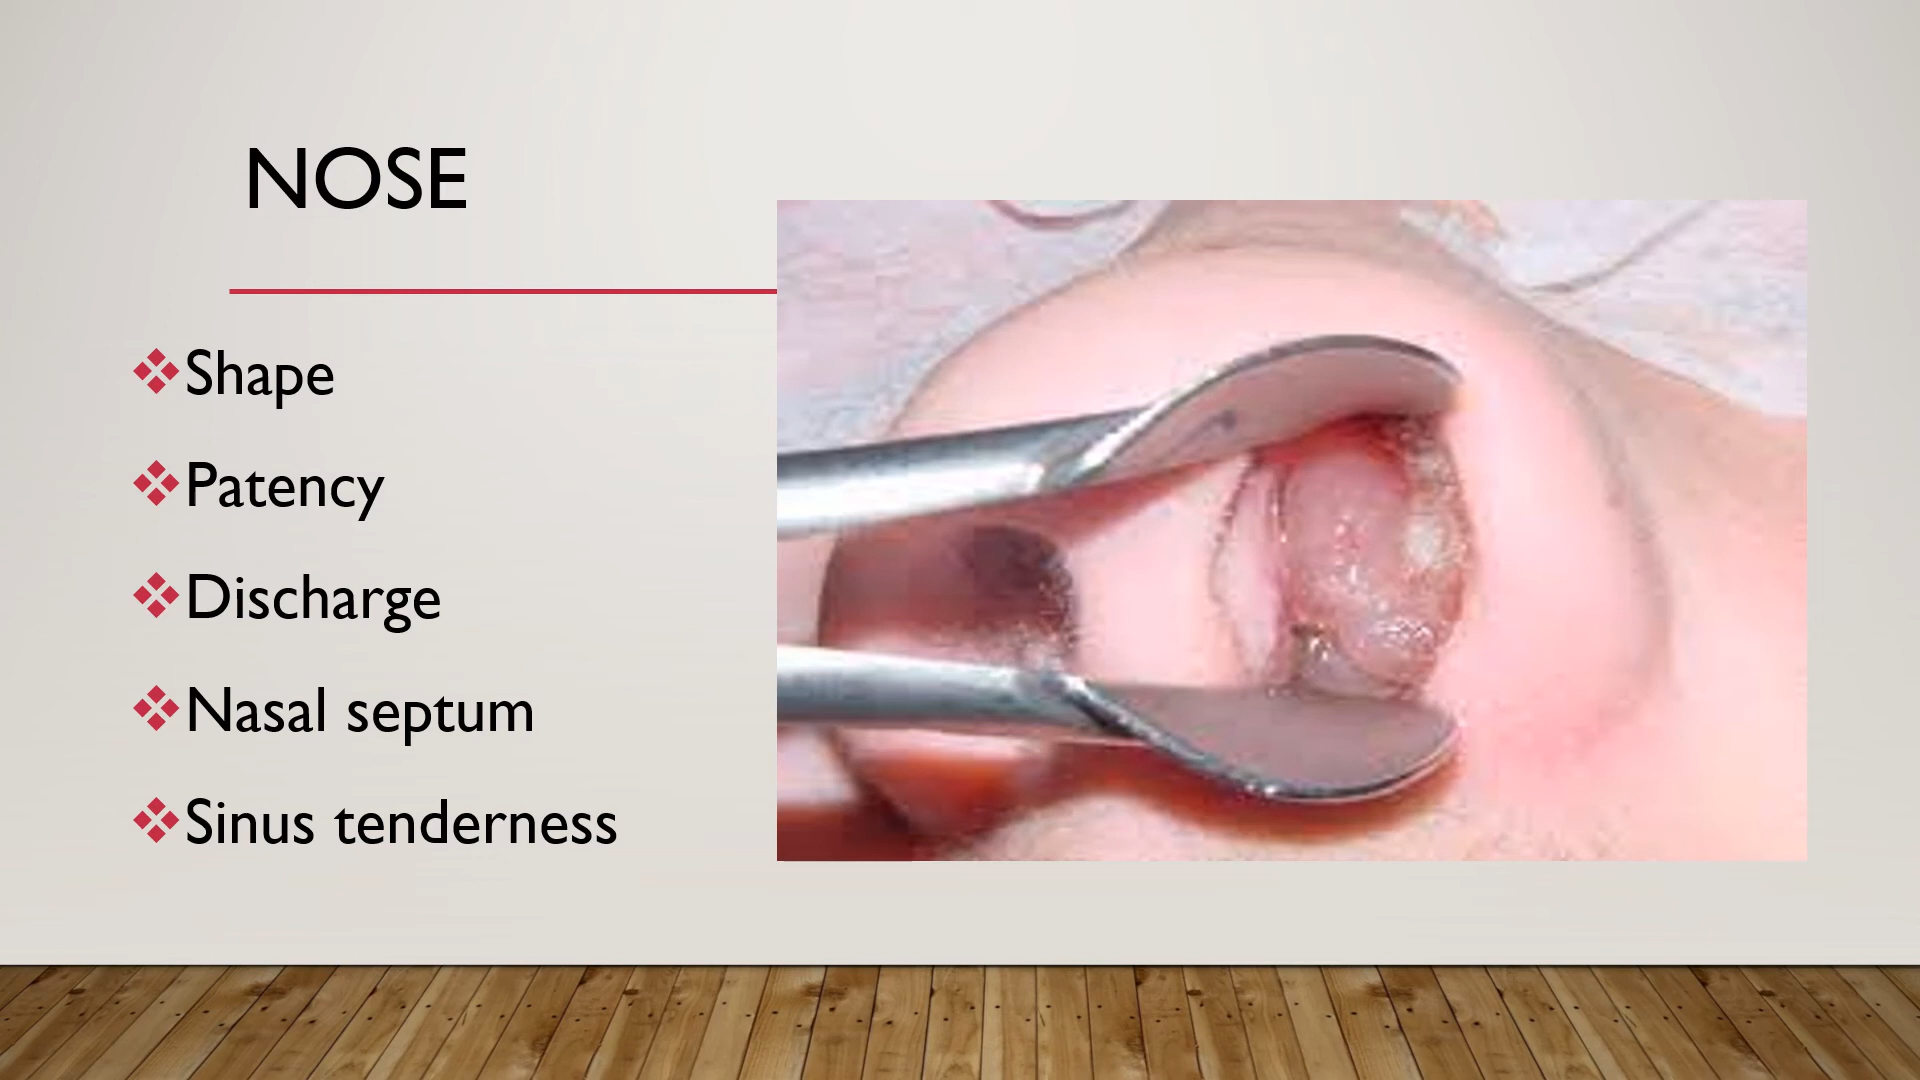 NOSE
Shape
Patency
Discharge
Nasal septum
Sinus tenderness